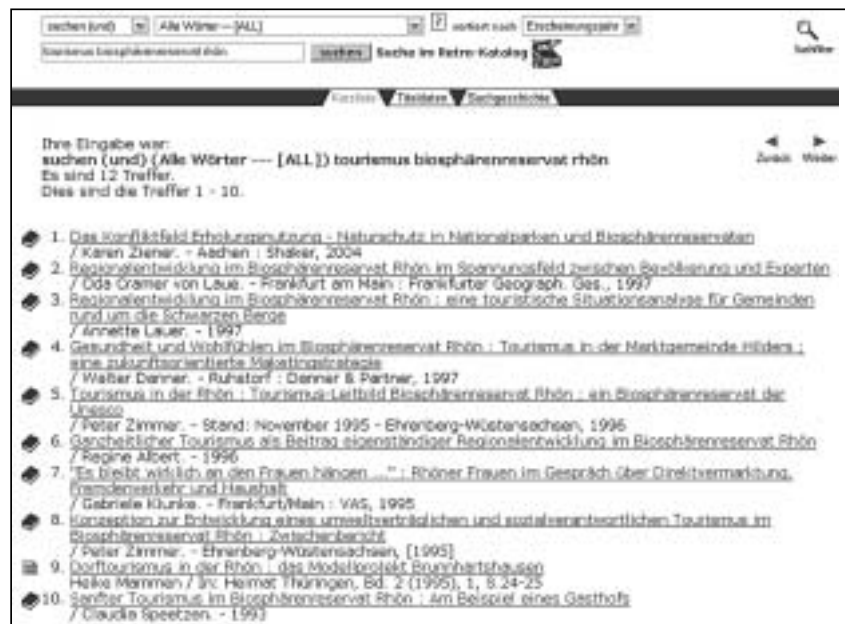 suchen (und) Alle Wörter --- [ALL] ? sortiert nach Erscheinungsjahr
tourismus biosphärenreservat rhön suchen Suche im Retro-Katalog
Kurzliste Titeldaten Suchgeschichte
Ihre Eingabe war:
suchen (und) (Alle Wörter --- [ALL]) tourismus biosphärenreservat rhön
Es sind 12 Treffer.
Dies sind die Treffer 1 - 10.
Zurück Weiter
1. Das Konfliktfeld Erholungsnutzung - Naturschutz in Nationalparken und Biosphärenreservaten
/ Karen Ziener. - Aachen : Shaker, 2004
2. Regionalentwicklung im Biosphärenreservat Rhön im Spannungsfeld zwischen Bevölkerung und Experten
/ Oda Cramer von Laue. - Frankfurt am Main : Frankfurter Geograph. Ges., 1997
3. Regionalentwicklung im Biosphärenreservat Rhön : eine touristische Situationsanalyse für Gemeinden
rund um die Schwarzen Berge
/ Annette Lauer. - 1997
4. Gesundheit und Wohlfühlen im Biosphärenreservat Rhön : Tourismus in der Marktgemeinde Hilders ;
eine zukunftsorientierte Maketingstrategie
/ Walter Danner. - Ruhstorf : Danner & Partner, 1997
5. Tourismus in der Rhön : Tourismus-Leitbild Biosphärenreservat Rhön ; ein Biosphärenreservat der
Unesco
/ Peter Zimmer. - Stand: November 1995 - Ehrenberg-Wüstensachsen, 1996
6. Ganzheitlicher Tourismus als Beitrag eigenständiger Regionalentwicklung im Biosphärenreservat Rhön
/ Regine Albert. - 1996
7. "Es bleibt wirklich an den Frauen hängen ..." : Rhöner Frauen im Gespräch über Direktvermarktung,
Fremdenverkehr und Haushalt
/ Gabriele Klunke. - Frankfurt/Main : VAS, 1995
8. Konzeption zur Entwicklung eines umweltverträglichen und sozialverantwortlichen Tourismus im
Biosphärenreservat Rhön : Zwischenbericht
/ Peter Zimmer. - Ehrenberg-Wüstensachsen, [1995]
9. Dorftourismus in der Rhön : das Modellprojekt Brunnhartshausen
Heike Mammen / In: Heimat Thüringen, Bd. 2 (1995), 1, S.24-25
10. Sanfter Tourismus im Biosphärenreservat Rhön : Am Beispiel eines Gasthofs
/ Claudia Speetzen. - 1993